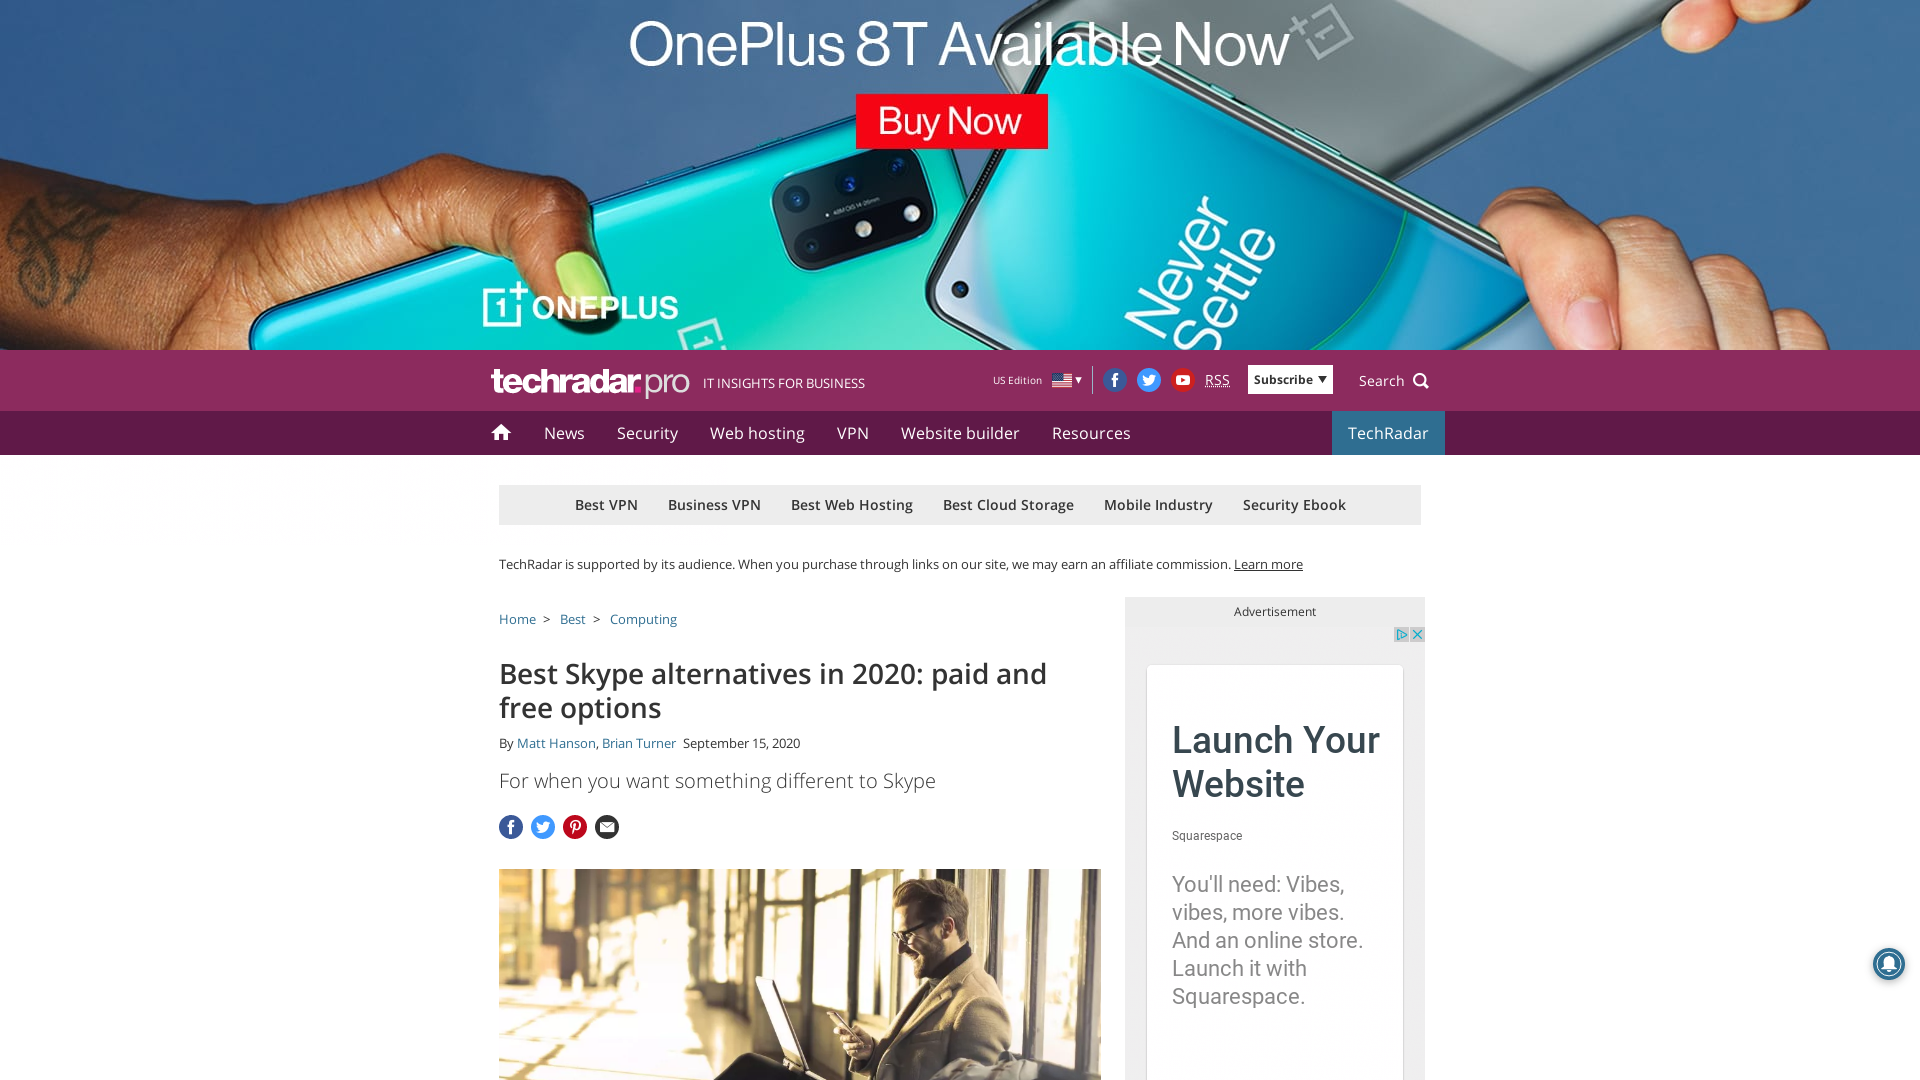 OnePlus 8T Available Now
Buy Now
Never
Settle
ONEPLUS
techradar.pro IT INSIGHTS FOR BUSINESS
US Edition
RSS
Subscribe
Search
News Security Web hosting VPN Website builder Resources TechRadar
Best VPN Business VPN Best Web Hosting Best Cloud Storage Mobile Industry Security Ebook
TechRadar is supported by its audience. When you purchase through links on our site, we may earn an affiliate commission. Learn more
Home > Best > Computing
Best Skype alternatives in 2020: paid and
free options
By Matt Hanson, Brian Turner September 15, 2020
For when you want something different to Skype
Advertisement
Launch Your
Website
Squarespace
You'll need: Vibes,
vibes, more vibes.
And an online store.
Launch it with
Squarespace.